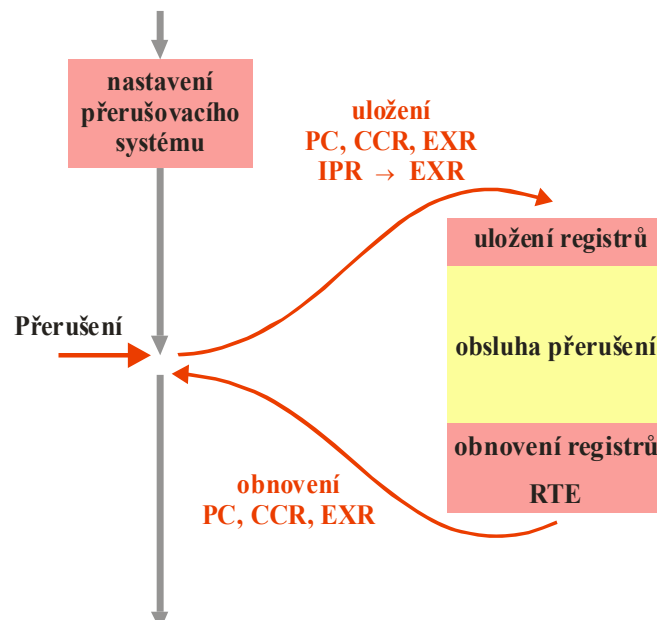 nastavení
přerušovacího
systému
uložení
PC, CCR, EXR
IPR → EXR
uložení registrů
Přerušení
obsluha přerušení
obnovení registrů
RTE
obnovení
PC, CCR, EXR